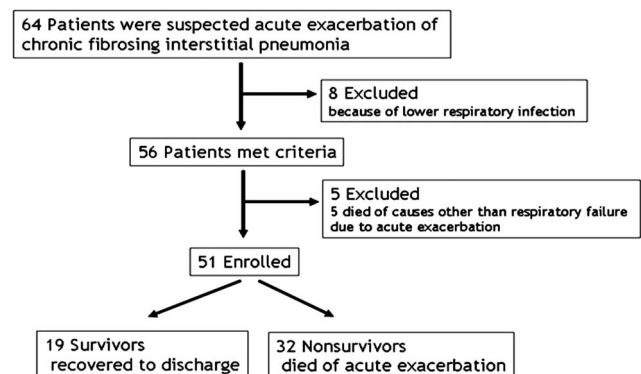 64 Patients were suspected acute exacerbation of
chronic fibrosing interstitial pneumonia
8 Excluded
because of lower respiratory infection
56 Patients met criteria
5 Excluded
5 died of causes other than respiratory failure
due to acute exacerbation
51 Enrolled
19 Survivors
recovered to discharge
32 Nonsurvivors
died of acute exacerbation